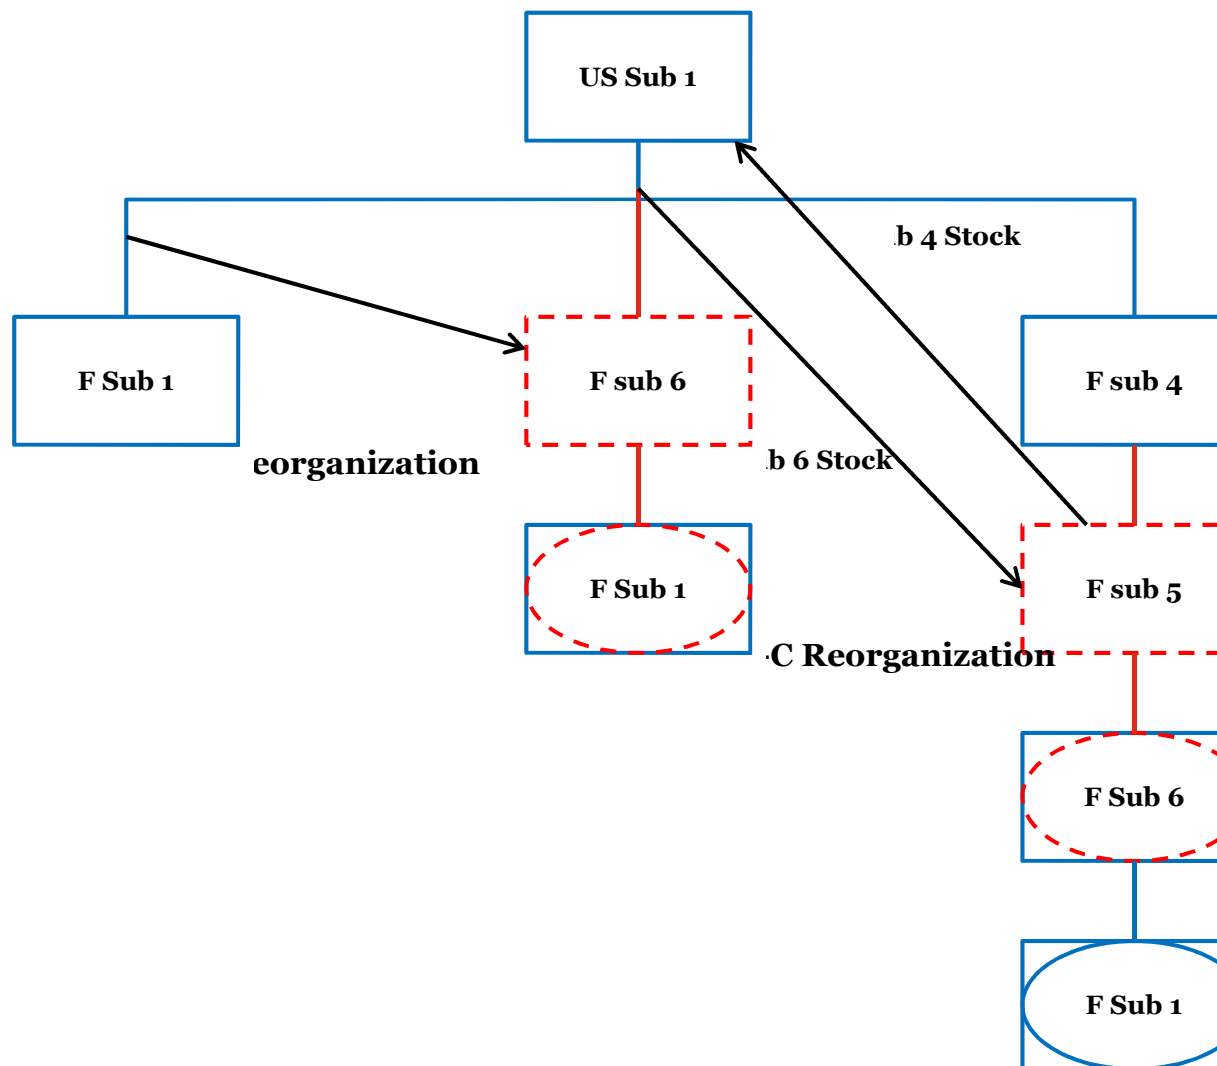 US Sub 1
b 4 Stock
F Sub 1
F sub 6
F sub 4
b 6 Stock
eorganization
F Sub 1
F sub 5
C Reorganization
F Sub 6
F Sub 1